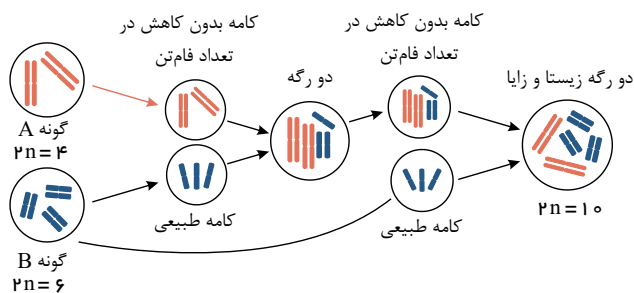 کامه بدون کاهش در
تعداد فام‌تن
کامه بدون کاهش در
تعداد فام‌تن
دو رگه
دو رگه زیستا و زایا
گونه A
۲n=۴
کامه طبیعی
کامه طبیعی
۲n=۱۰
گونه B
۲n=۶